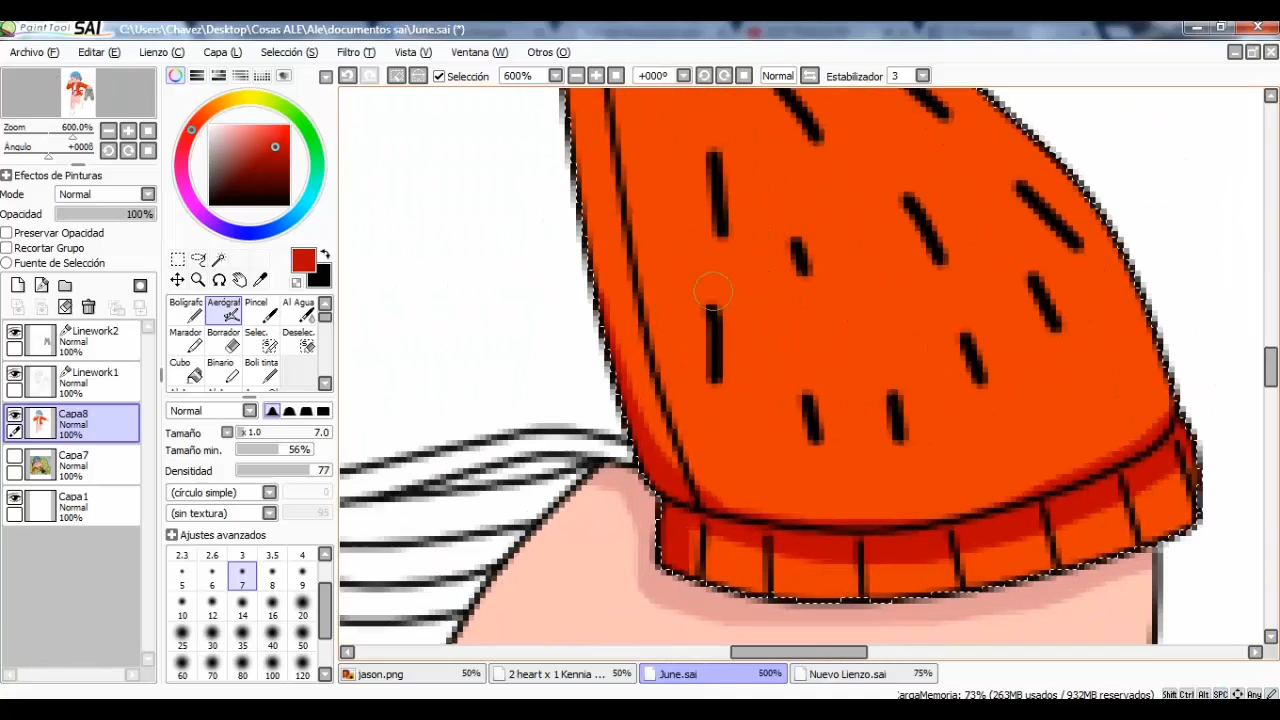 PaintTool SAI C:\Users\Chavez\Desktop\Cosas ALE\Ale\documentos sai\June.sai (*)
Archivo (F) Editar (E) Lienzo (C) Capa (L) Selección (S) Filtro (T) Vista (V) Ventana (W) Otros (O)
Selección 600% +000º Normal Estabilizador 3
Zoom 600.0%
Ángulo +000º
Efectos de Pinturas
Mode Normal
Opacidad 100%
Preservar Opacidad
Recortar Grupo
Fuente de Selección
Linework2
Normal
100%
Linework1
Normal
100%
Capa8
Normal
100%
Capa7
Normal
100%
Capa1
Normal
100%
Bolígrafo Aerógraf Pincel Al Agua
Marador Borrador Selec. Deselec.
Cubo Binario Boli tinta
Normal
Tamaño x 1.0 7.0
Tamaño min. 56%
Densitidad 77
(círculo simple) 0
(sin textura) 95
Ajustes avanzados
2.3 2.6 3 3.5 4
5 6 7 8 9
10 12 14 16 20
25 30 35 40 50
60 70 80 100 120
jason.png 50% 2 heart x 1 Kennia ... 50% June.sai 600% Nuevo Lienzo.sai 75%
argaMemoria: 73% (263MB usados / 932MB reservados) Shift Ctrl Alt SPC Any